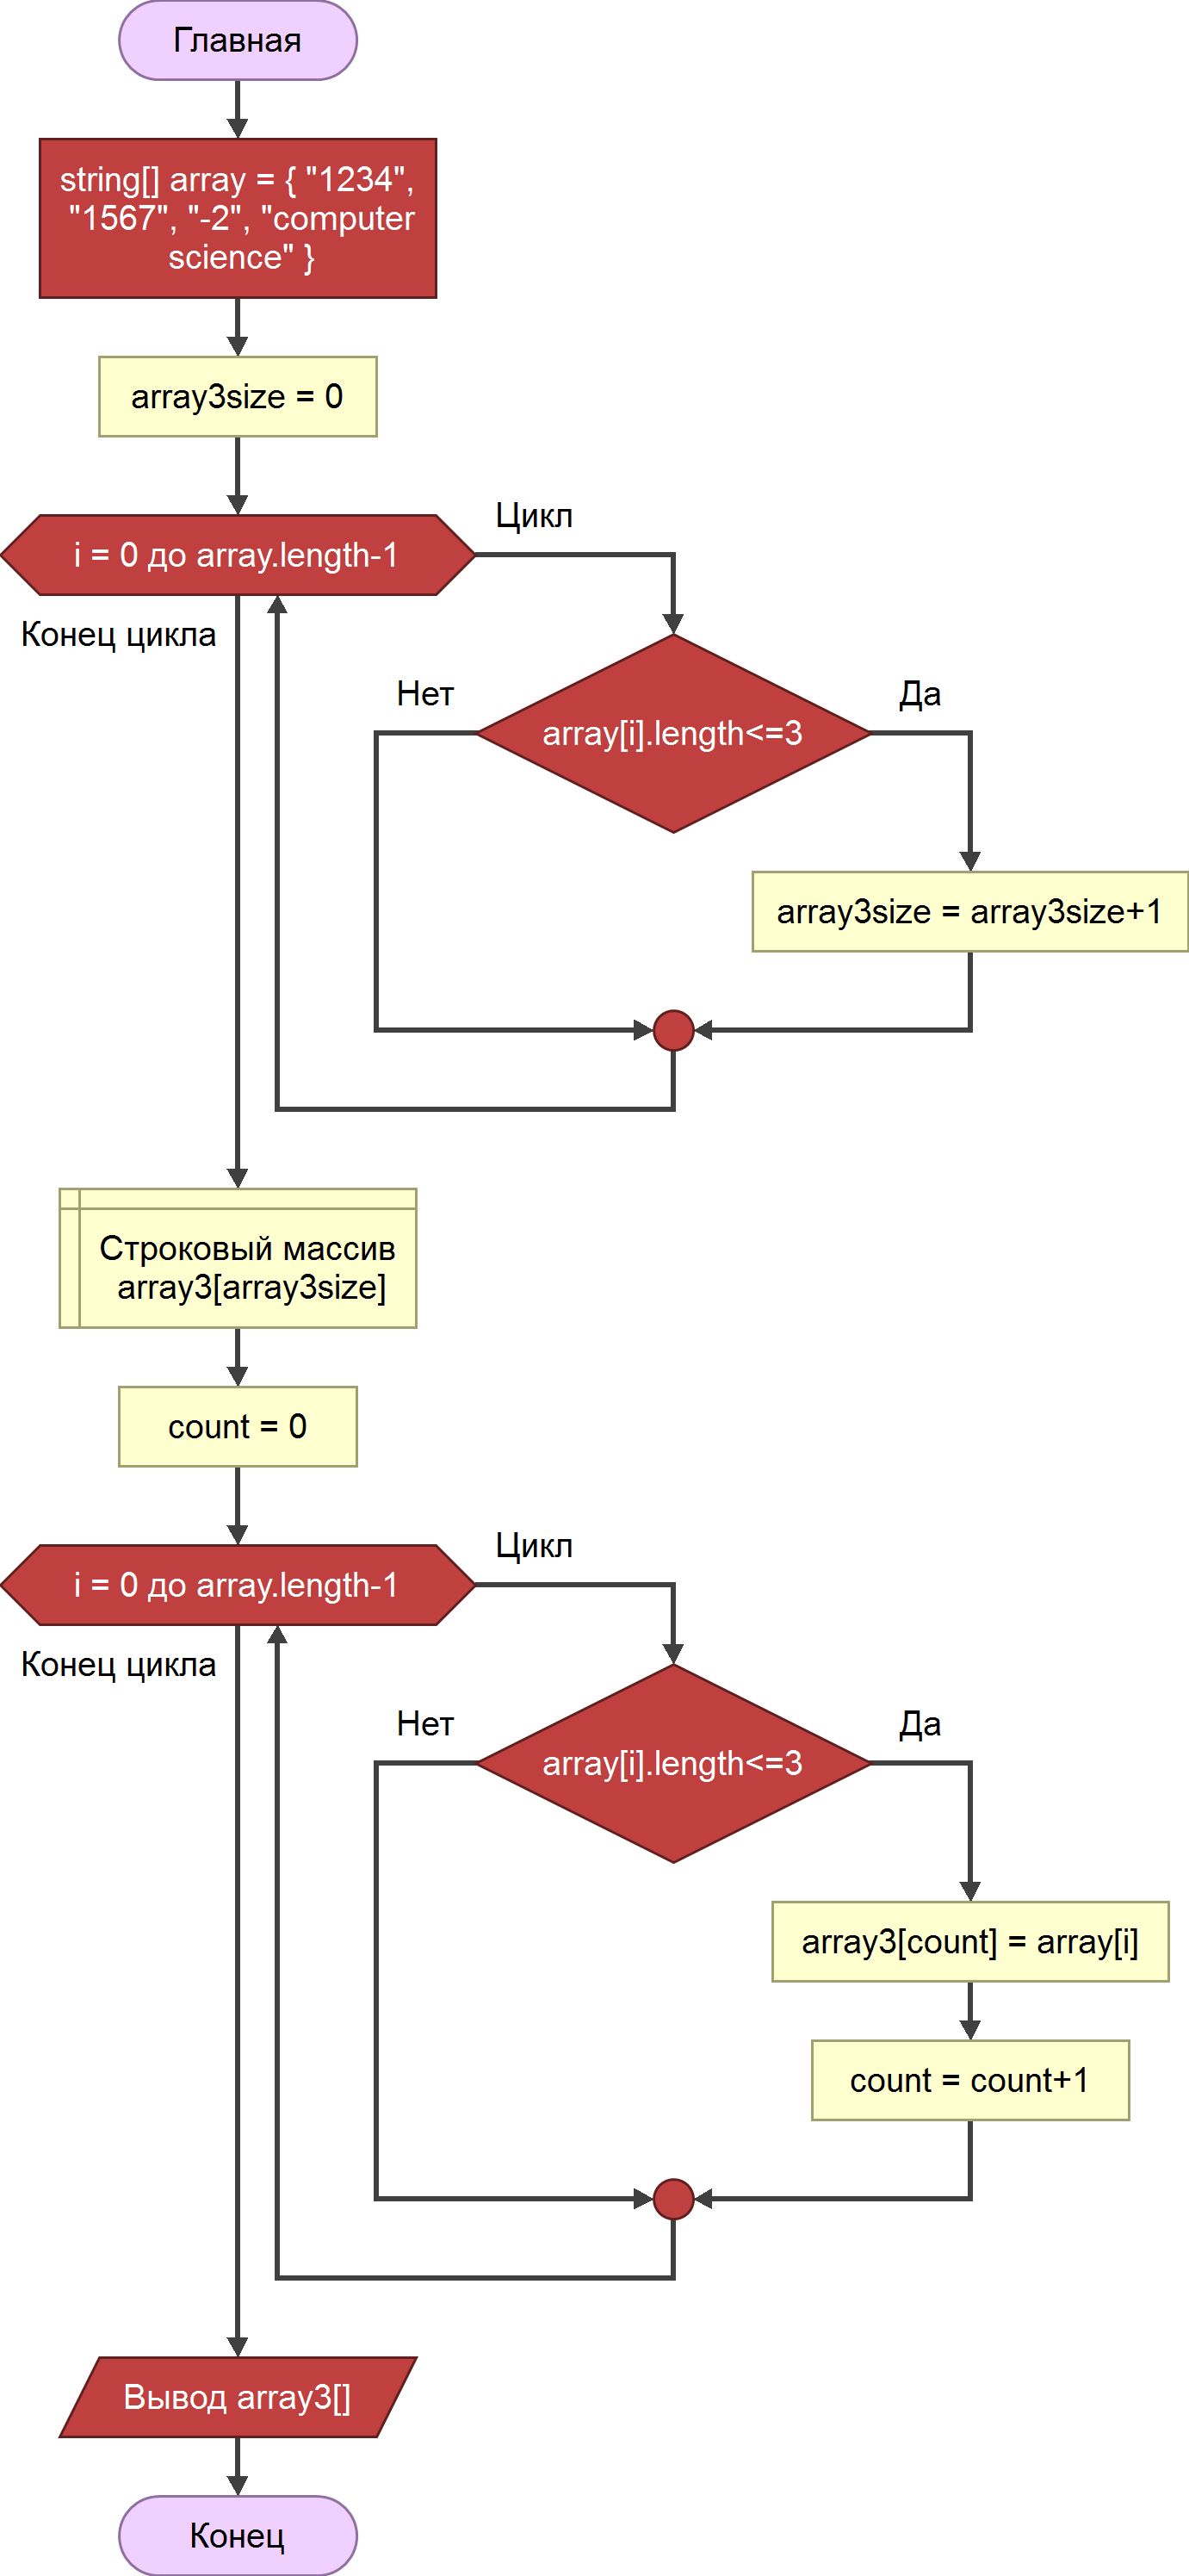 Главная
string[] array = { "1234",
"1567", "-2", "computer
science" }
array3size = 0
Цикл
i = 0 до array.length-1
Конец цикла
Нет
Да
array[i].length<=3
array3size = array3size+1
Строковый массив
array3[array3size]
count = 0
Цикл
i = 0 до array.length-1
Конец цикла
Нет
Да
array[i].length<=3
array3[count] = array[i]
count = count+1
Вывод array3[]
Конец